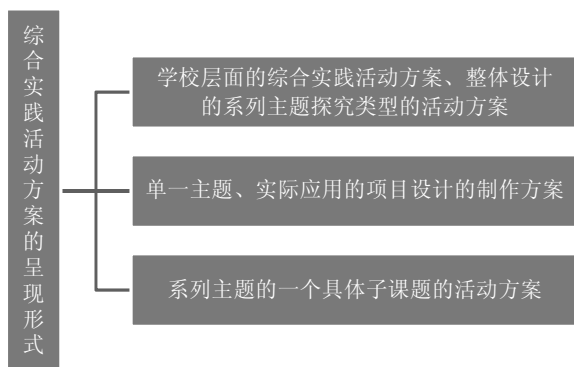 综合实践活动方案的呈现形式
学校层面的综合实践活动方案、整体设计
的系列主题探究类型的活动方案
单一主题、实际应用的项目设计的制作方案
系列主题的一个具体子课题的活动方案